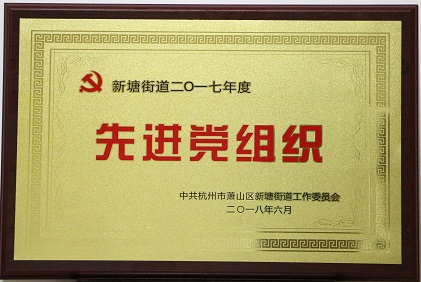 新塘街道二〇一七年度
先进党组织
中共杭州市萧山区新塘街道工作委员会
二〇一八年六月